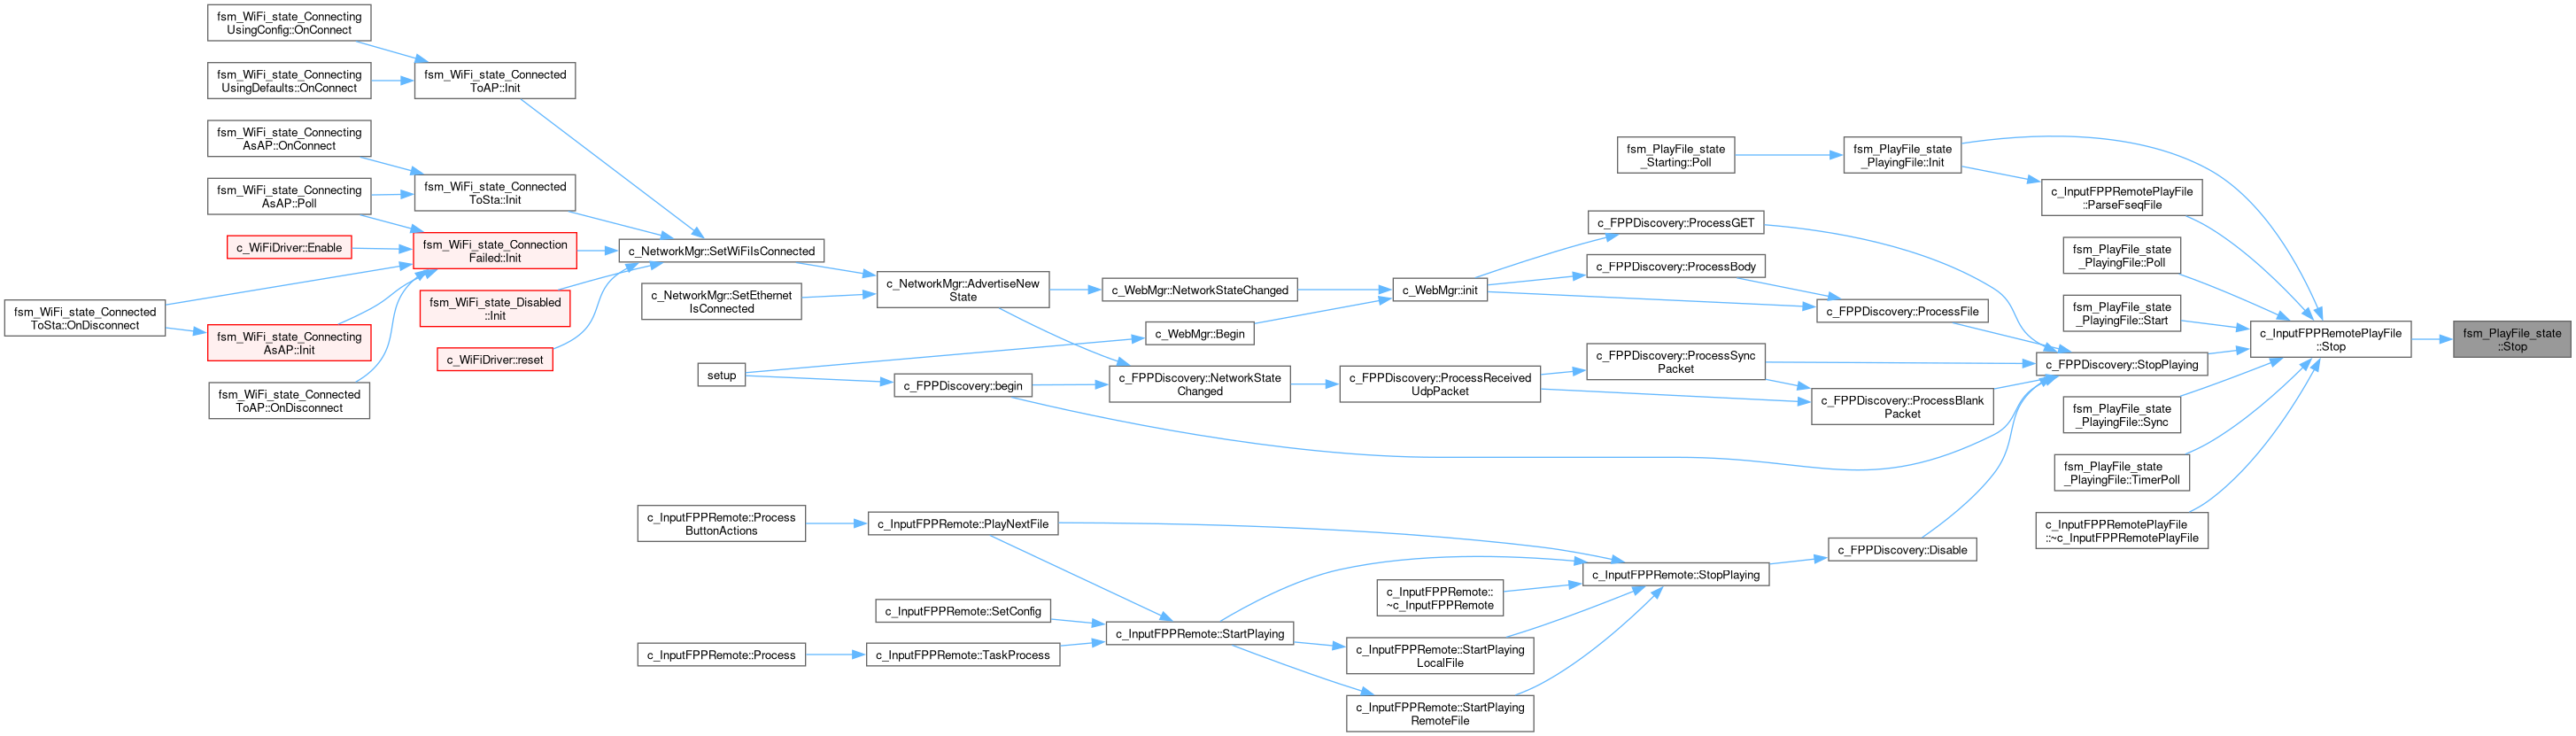 fsm_WiFi_state_Connecting
UsingConfig::OnConnect
fsm_WiFi_state_Connecting
UsingDefaults::OnConnect
fsm_WiFi_state_Connected
ToAP::Init
fsm_WiFi_state_Connecting
AsAP::OnConnect
fsm_WiFi_state_Connecting
AsAP::Poll
fsm_WiFi_state_Connected
ToSta::Init
c_WiFiDriver::Enable
fsm_WiFi_state_Connection
Failed::Init
fsm_WiFi_state_Connected
ToSta::OnDisconnect
fsm_WiFi_state_Connecting
AsAP::Init
fsm_WiFi_state_Disabled
::Init
c_WiFiDriver::reset
fsm_WiFi_state_Connected
ToAP::OnDisconnect
c_NetworkMgr::SetWiFiIsConnected
c_NetworkMgr::SetEthernet
IsConnected
setup
c_NetworkMgr::AdvertiseNew
State
c_WebMgr::NetworkStateChanged
c_WebMgr::Begin
c_FPPDiscovery::begin
c_FPPDiscovery::NetworkState
Changed
c_WebMgr::init
c_FPPDiscovery::ProcessReceived
UdpPacket
fsm_PlayFile_state
_Starting::Poll
c_FPPDiscovery::ProcessGET
c_FPPDiscovery::ProcessBody
c_FPPDiscovery::ProcessSync
Packet
fsm_PlayFile_state
_PlayingFile::Init
c_FPPDiscovery::ProcessFile
c_FPPDiscovery::ProcessBlank
Packet
c_InputFPPRemotePlayFile
::ParseFseqFile
fsm_PlayFile_state
_PlayingFile::Poll
fsm_PlayFile_state
_PlayingFile::Start
c_FPPDiscovery::StopPlaying
fsm_PlayFile_state
_PlayingFile::Sync
fsm_PlayFile_state
_PlayingFile::TimerPoll
c_InputFPPRemotePlayFile
::~c_InputFPPRemotePlayFile
c_InputFPPRemotePlayFile
::Stop
fsm_PlayFile_state
::Stop
c_InputFPPRemote::Process
ButtonActions
c_InputFPPRemote::PlayNextFile
c_InputFPPRemote::SetConfig
c_InputFPPRemote::Process
c_InputFPPRemote::TaskProcess
c_InputFPPRemote::StartPlaying
c_InputFPPRemote::
~c_InputFPPRemote
c_InputFPPRemote::StartPlaying
LocalFile
c_InputFPPRemote::StartPlaying
RemoteFile
c_InputFPPRemote::StopPlaying
c_FPPDiscovery::Disable